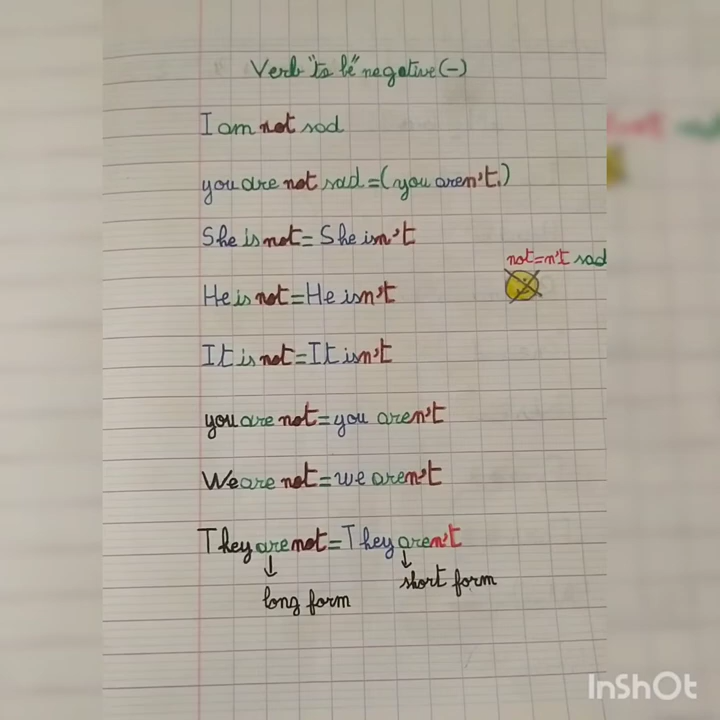 Verb "to be" negative (-)
I am not sad
you are not sad = (you aren't.)
She is not = She isn't
not = n't sad
He is not = He isn't
It is not = It isn't
you are not = you aren't
We are not = we aren't
They are not = They aren't
long form
short form
InShOt